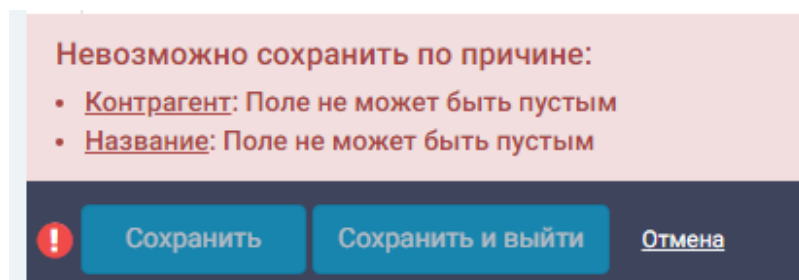 Невозможно сохранить по причине:
• Контрагент: Поле не может быть пустым
• Название: Поле не может быть пустым
Сохранить Сохранить и выйти Отмена